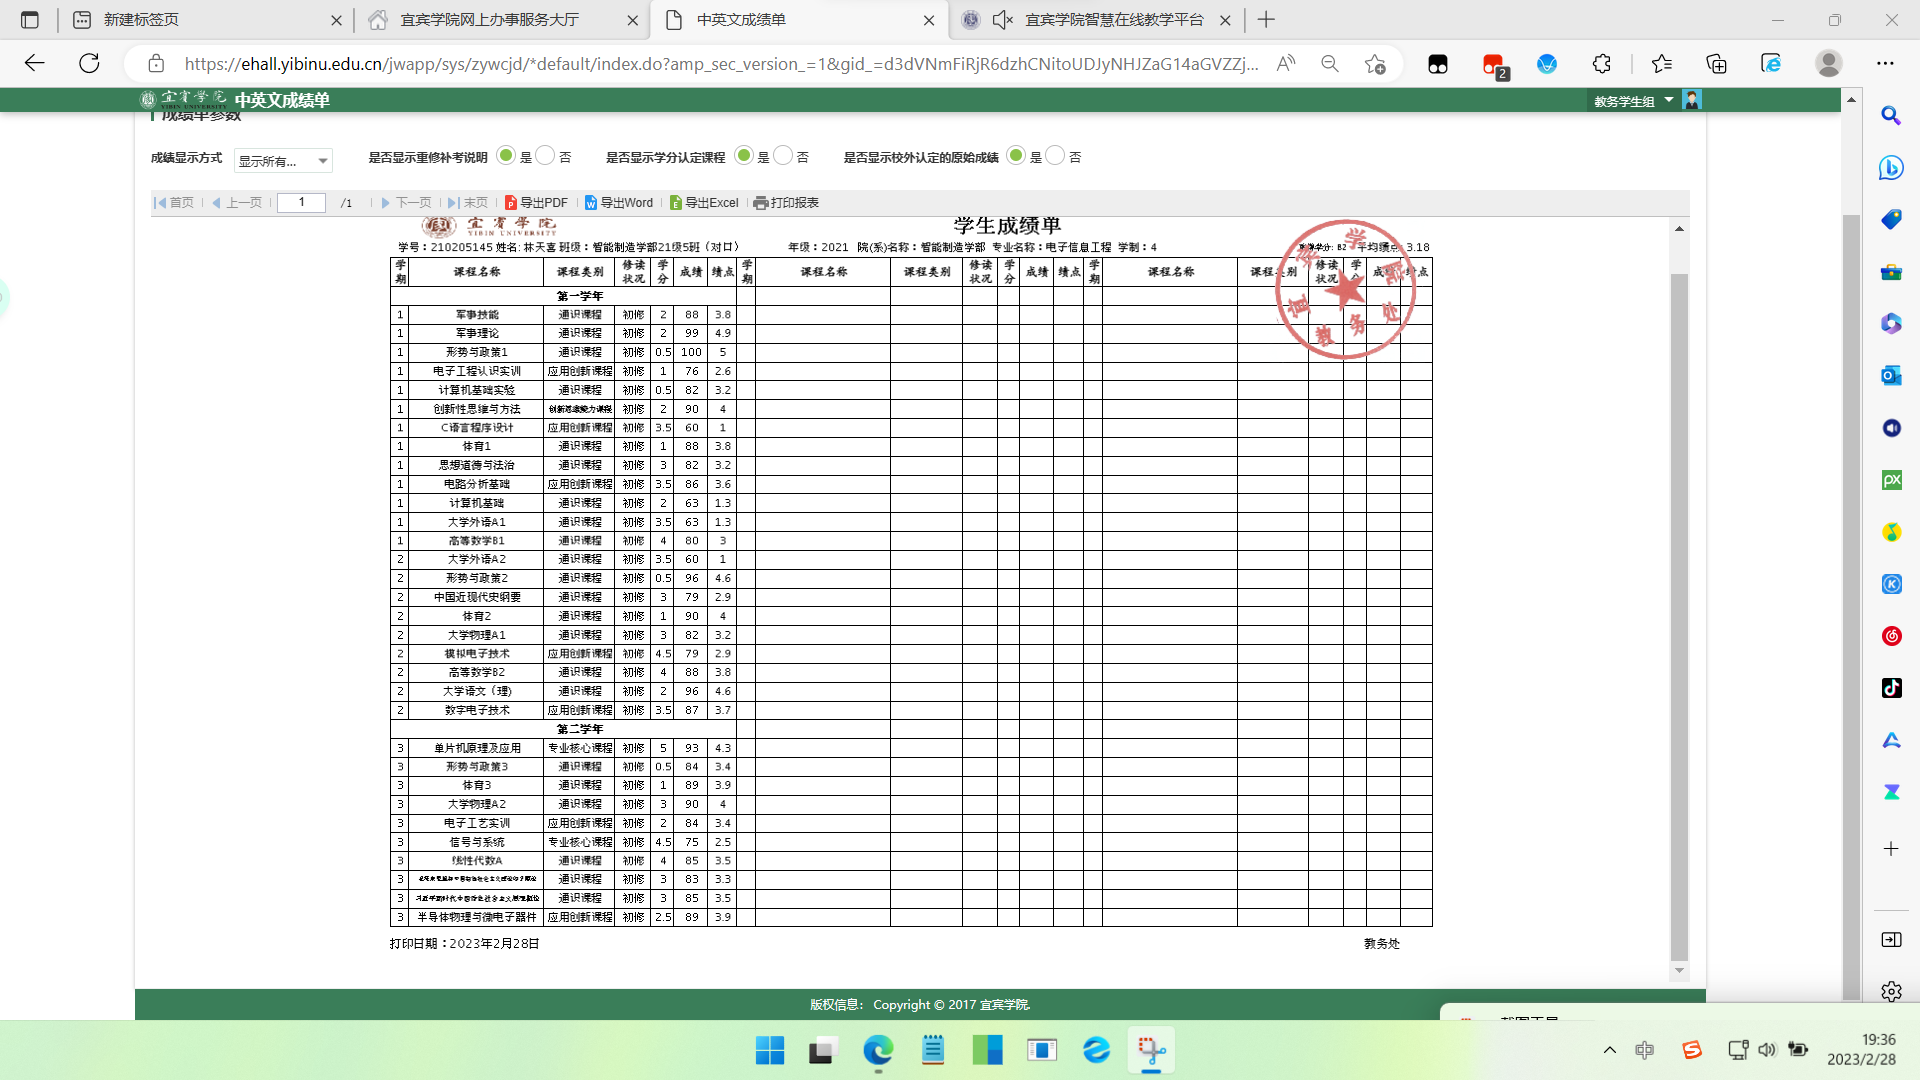 新建标签页
宜宾学院网上办事服务大厅
中英文成绩单
宜宾学院智慧在线教学平台
https://ehall.yibinu.edu.cn/jwapp/sys/zywcjd/*default/index.do?amp_sec_version_=1&gid_=d3dVNmFiRjR6dzhCNitoUDJyNHJZaG14aGVZZj...
2
宜宾学院 中英文成绩单
YIBIN UNIVERSITY
教务学生组
成绩单参数
成绩显示方式 显示所有... 是否显示重修补考说明 是 否 是否显示学分认定课程 是 否 是否显示校外认定的原始成绩 是 否
首页 上一页 1 /1 下一页 末页 导出PDF 导出Word 导出Excel 打印报表
宜宾学院 学生成绩单
YIBIN UNIVERSITY
学号：210205145 姓名: 林天喜 班级：智能制造学部21级5班（对口） 年级：2021 院(系)名称：智能制造学部 专业名称：电子信息工程 学制：4 学分: 82 平均绩点: 3.18
学期 课程名称 课程类别 修读状况 学分 成绩 绩点 学期 课程名称 课程类别 修读状况 学分 成绩 绩点 学期 课程名称 课程类别 修读状况 学分 成绩 绩点
宜宾学院
教务处
第一学年
1 军事技能 通识课程 初修 2 88 3.8
1 军事理论 通识课程 初修 2 99 4.9
1 形势与政策1 通识课程 初修 0.5 100 5
1 电子工程认识实训 应用创新课程 初修 1 76 2.6
1 计算机基础实验 通识课程 初修 0.5 82 3.2
1 创新性思维与方法 创新思维能力课程 初修 2 90 4
1 C语言程序设计 应用创新课程 初修 3.5 60 1
1 体育1 通识课程 初修 1 88 3.8
1 思想道德与法治 通识课程 初修 3 82 3.2
1 电路分析基础 应用创新课程 初修 3.5 86 3.6
1 计算机基础 通识课程 初修 2 63 1.3
1 大学外语A1 通识课程 初修 3.5 63 1.3
1 高等数学B1 通识课程 初修 4 80 3
2 大学外语A2 通识课程 初修 3.5 60 1
2 形势与政策2 通识课程 初修 0.5 96 4.6
2 中国近现代史纲要 通识课程 初修 3 79 2.9
2 体育2 通识课程 初修 1 90 4
2 大学物理A1 通识课程 初修 3 82 3.2
2 模拟电子技术 应用创新课程 初修 4.5 79 2.9
2 高等数学B2 通识课程 初修 4 88 3.8
2 大学语文（理) 通识课程 初修 2 96 4.6
2 数字电子技术 应用创新课程 初修 3.5 87 3.7
第二学年
3 单片机原理及应用 专业核心课程 初修 5 93 4.3
3 形势与政策3 通识课程 初修 0.5 84 3.4
3 体育3 通识课程 初修 1 89 3.9
3 大学物理A2 通识课程 初修 3 90 4
3 电子工艺实训 应用创新课程 初修 2 84 3.4
3 信号与系统 专业核心课程 初修 4.5 75 2.5
3 线性代数A 通识课程 初修 4 85 3.5
3 毛泽东思想和中国特色社会主义理论体系概论 通识课程 初修 3 83 3.3
3 习近平新时代中国特色社会主义思想概论 通识课程 初修 3 85 3.5
3 半导体物理与微电子器件 应用创新课程 初修 2.5 89 3.9
打印日期：2023年2月28日 教务处
版权信息： Copyright © 2017 宜宾学院.
中
19:36
2023/2/28